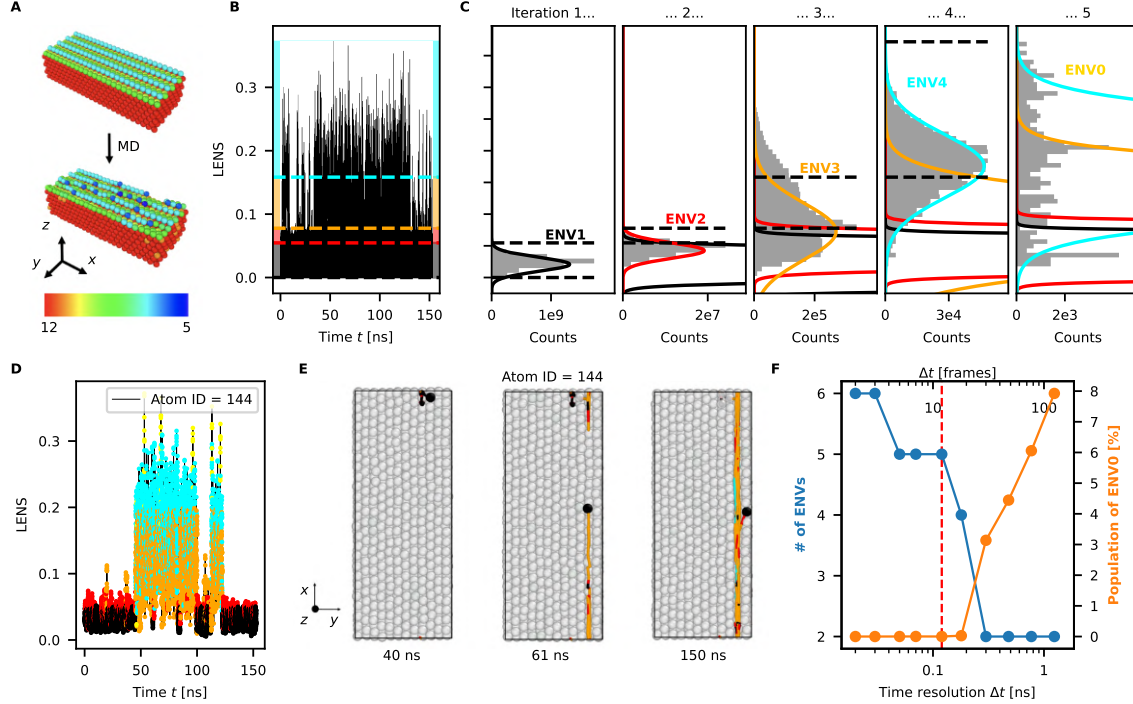 A
MD
z
y
x
12
5
B
LENS
0.3
0.2
0.1
0.0
0
50
100
150
Time t [ns]
C
Iteration 1...
... 2...
... 3...
... 4...
... 5
ENV1
ENV2
ENV3
ENV4
ENV0
0
1e9
Counts
0
2e7
Counts
0
2e5
Counts
0
3e4
Counts
0
2e3
Counts
D
Atom ID = 144
LENS
0.3
0.2
0.1
0.0
0
50
100
150
Time t [ns]
E
Atom ID = 144
x
z
y
40 ns
61 ns
150 ns
F
Δt [frames]
10
100
# of ENVs
6
5
4
3
2
Population of ENV0 [%]
8
7
6
5
4
3
2
1
0
0.1
1
Time resolution Δt [ns]